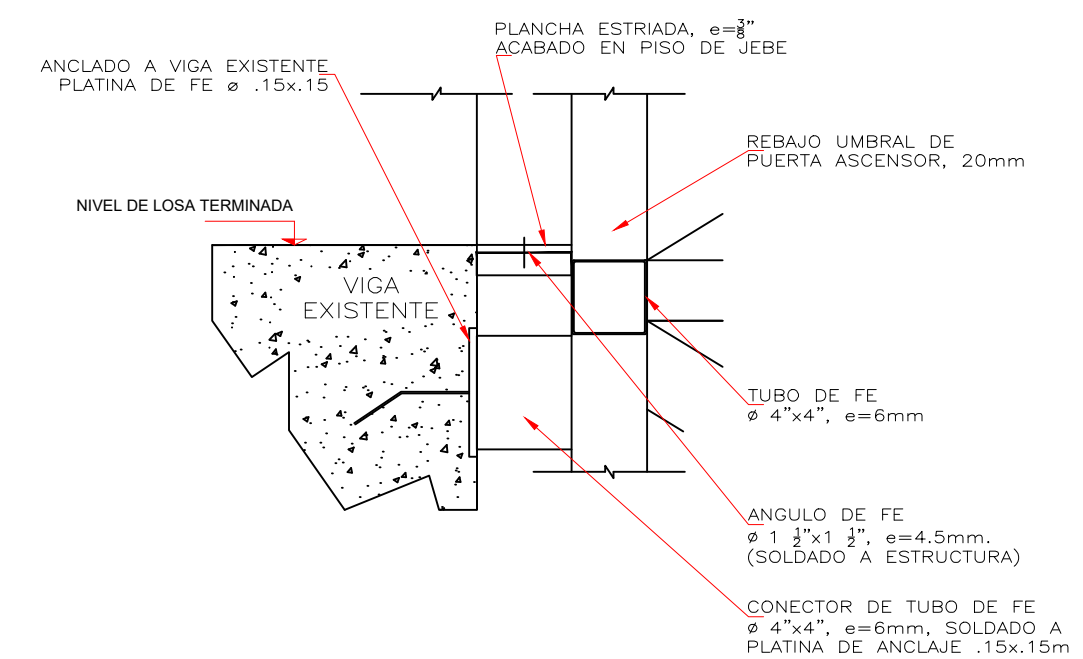 PLANCHA ESTRIADA, e=3/8"
ACABADO EN PISO DE JEBE
ANCLADO A VIGA EXISTENTE
PLATINA DE FE ø .15x.15
REBAJO UMBRAL DE
PUERTA ASCENSOR, 20mm
NIVEL DE LOSA TERMINADA
VIGA
EXISTENTE
TUBO DE FE
ø 4"x4", e=6mm
ANGULO DE FE
ø 1 1/2"x1 1/2", e=4.5mm.
(SOLDADO A ESTRUCTURA)
CONECTOR DE TUBO DE FE
ø 4"x4", e=6mm, SOLDADO A
PLATINA DE ANCLAJE .15x.15m